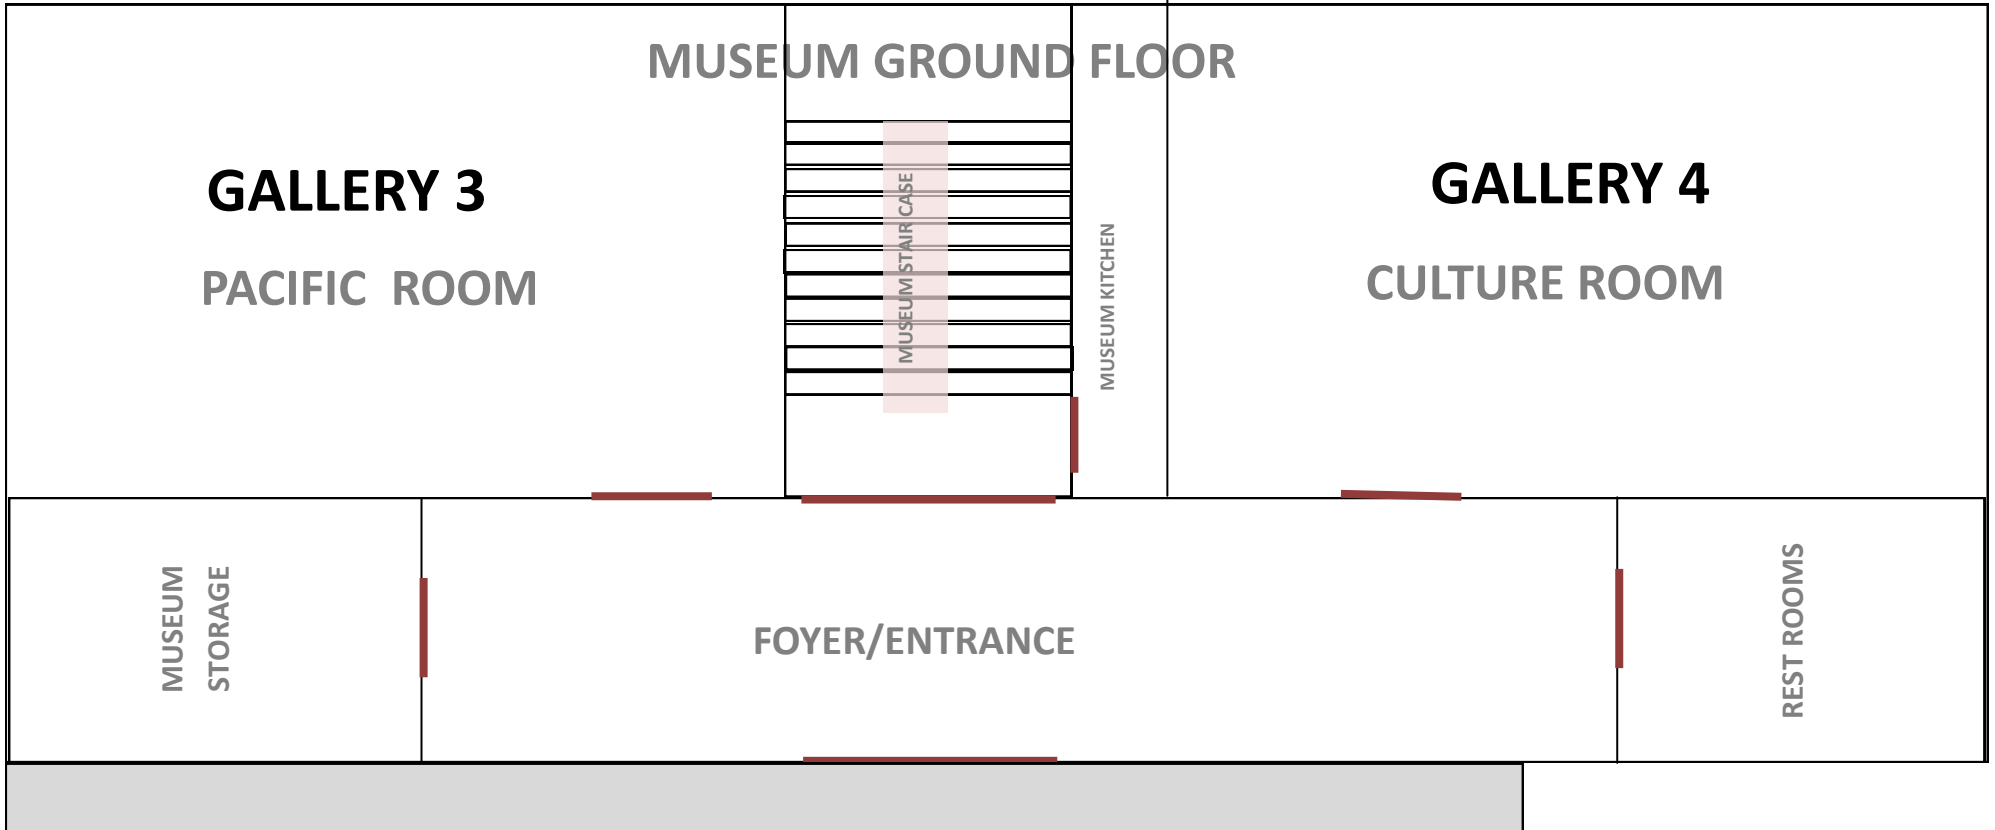 MUSEUM GROUND FLOOR
GALLERY 3
PACIFIC ROOM
MUSEUM STAIR CASE
MUSEUM KITCHEN
GALLERY 4
CULTURE ROOM
MUSEUM
STORAGE
FOYER/ENTRANCE
REST ROOMS